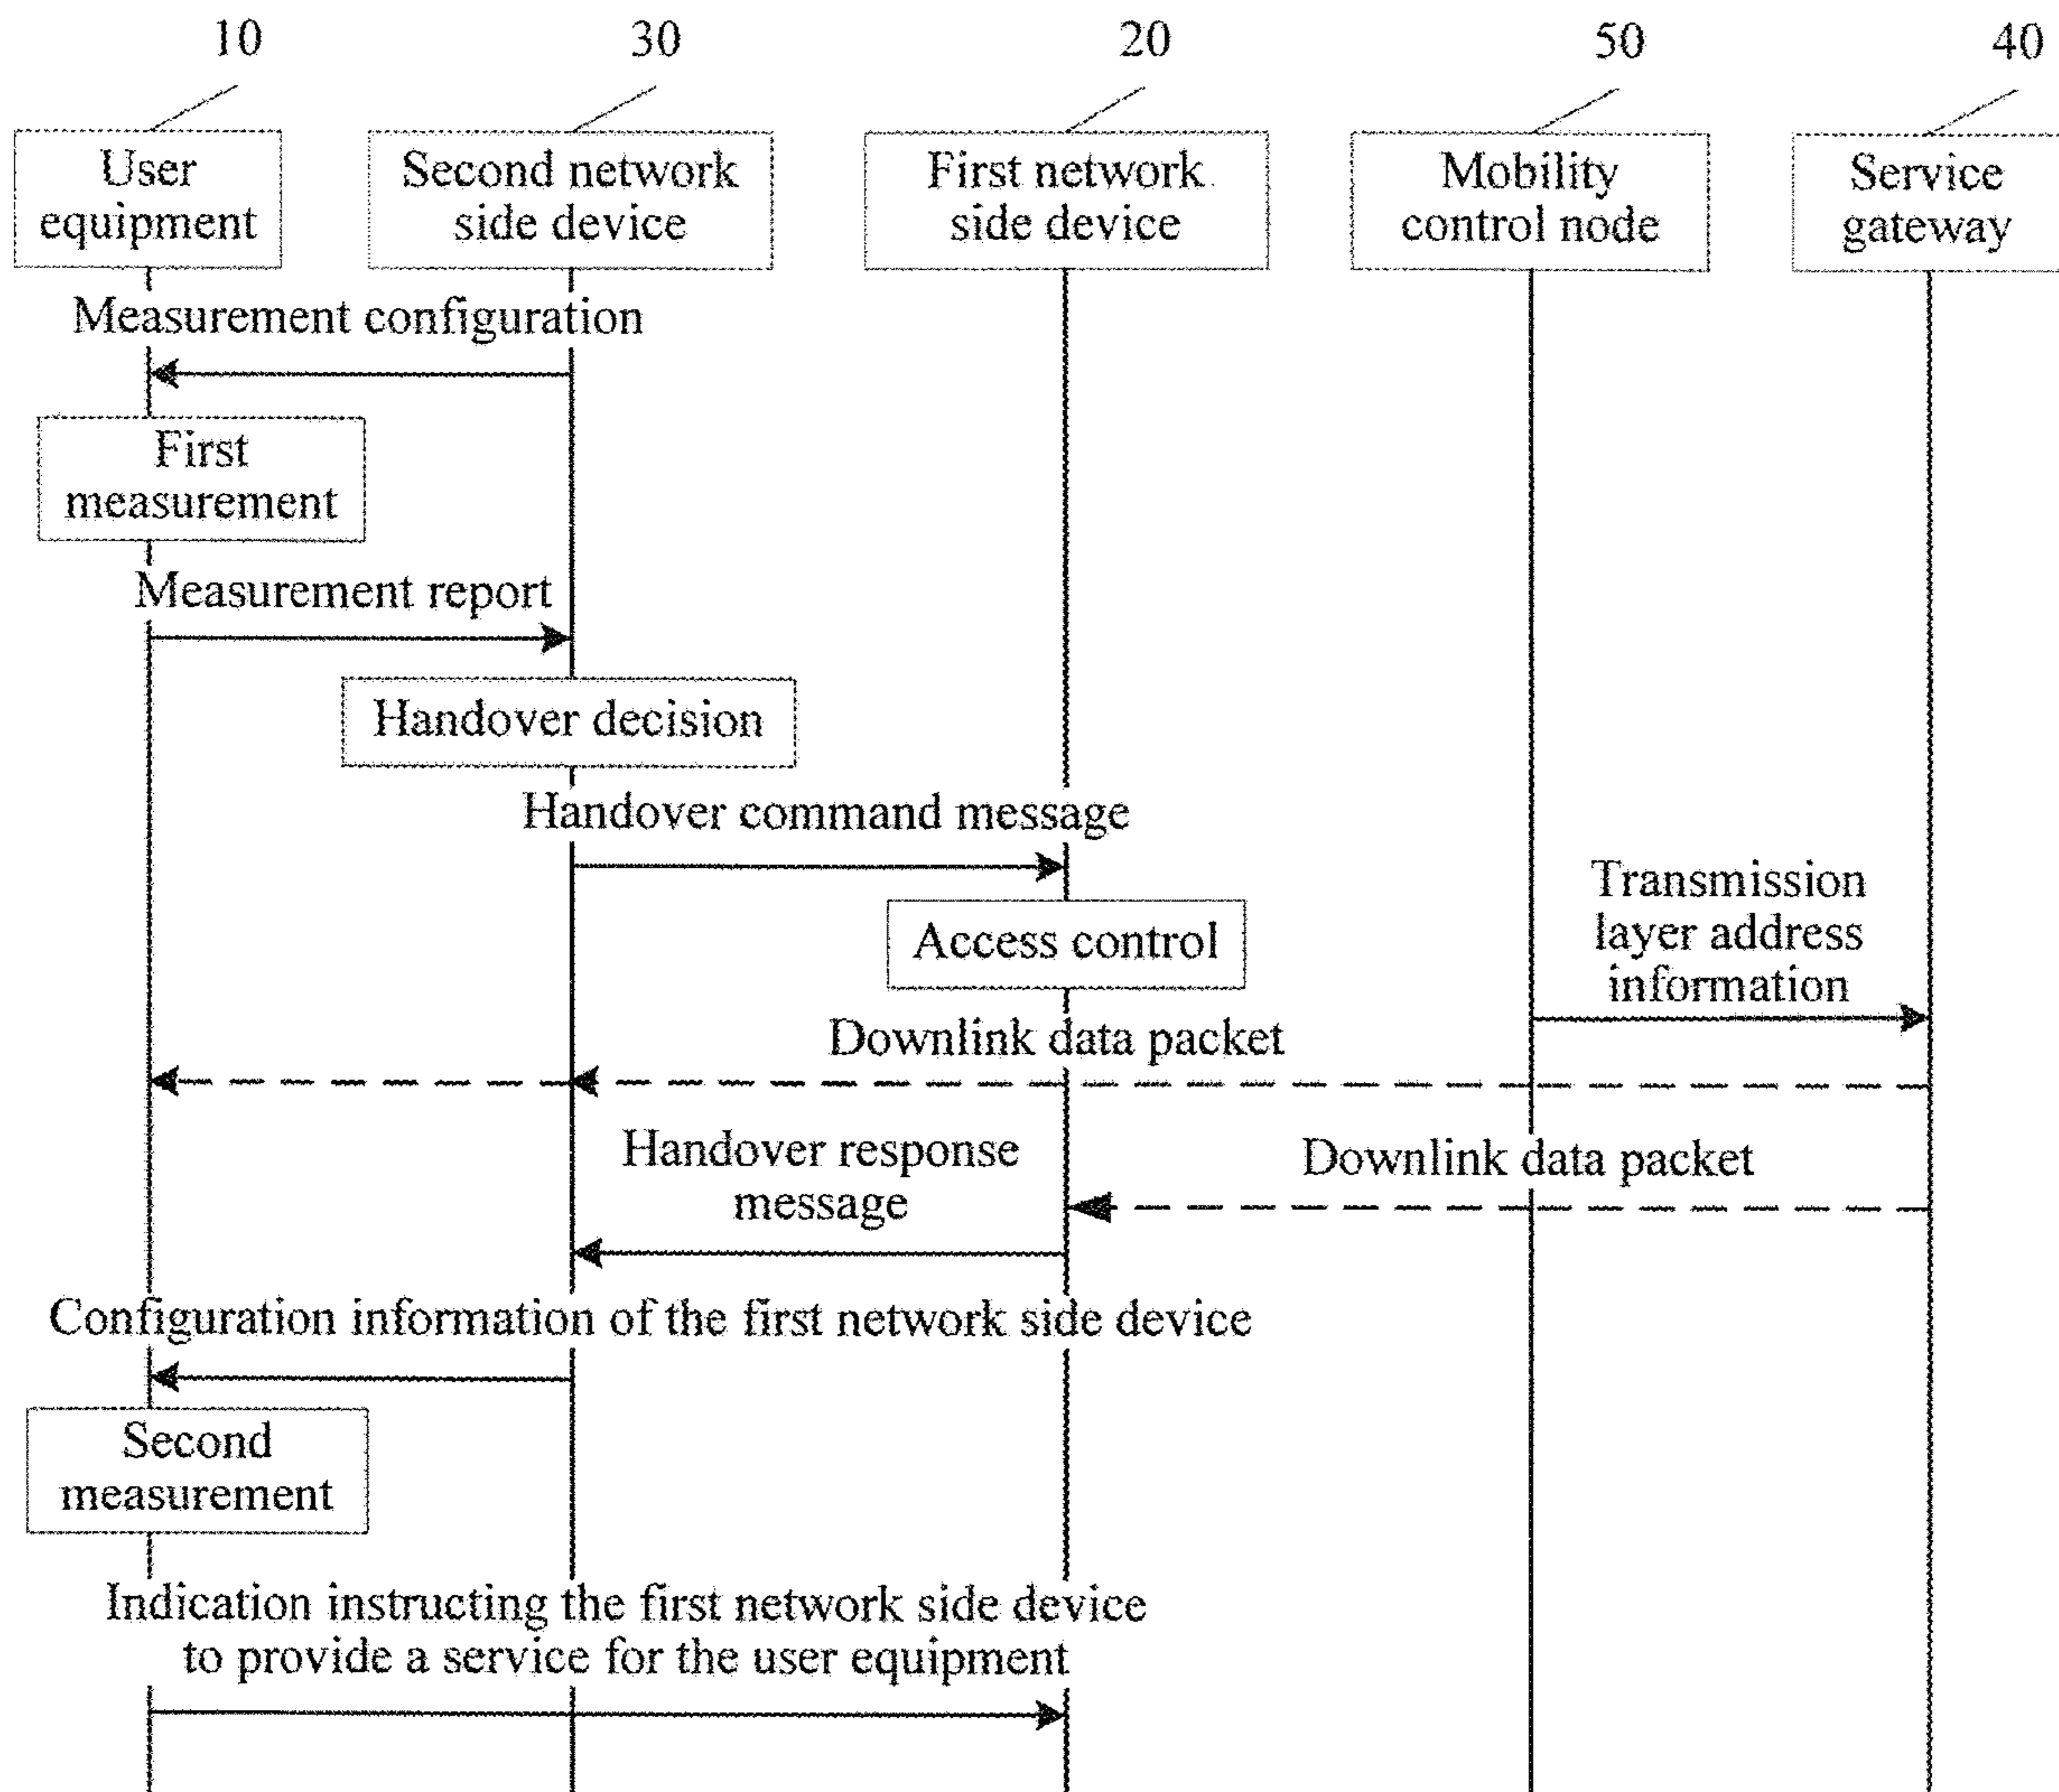 10
30
20
50
40
User
equipment
Second network
side device
First network
side device
Mobility
control node
Service
gateway
Measurement configuration
First
measurement
Measurement report
Handover decision
Handover command message
Access control
Transmission
layer address
information
Downlink data packet
Handover response
message
Downlink data packet
Configuration information of the first network side device
Second
measurement
Indication instructing the first network side device
to provide a service for the user equipment